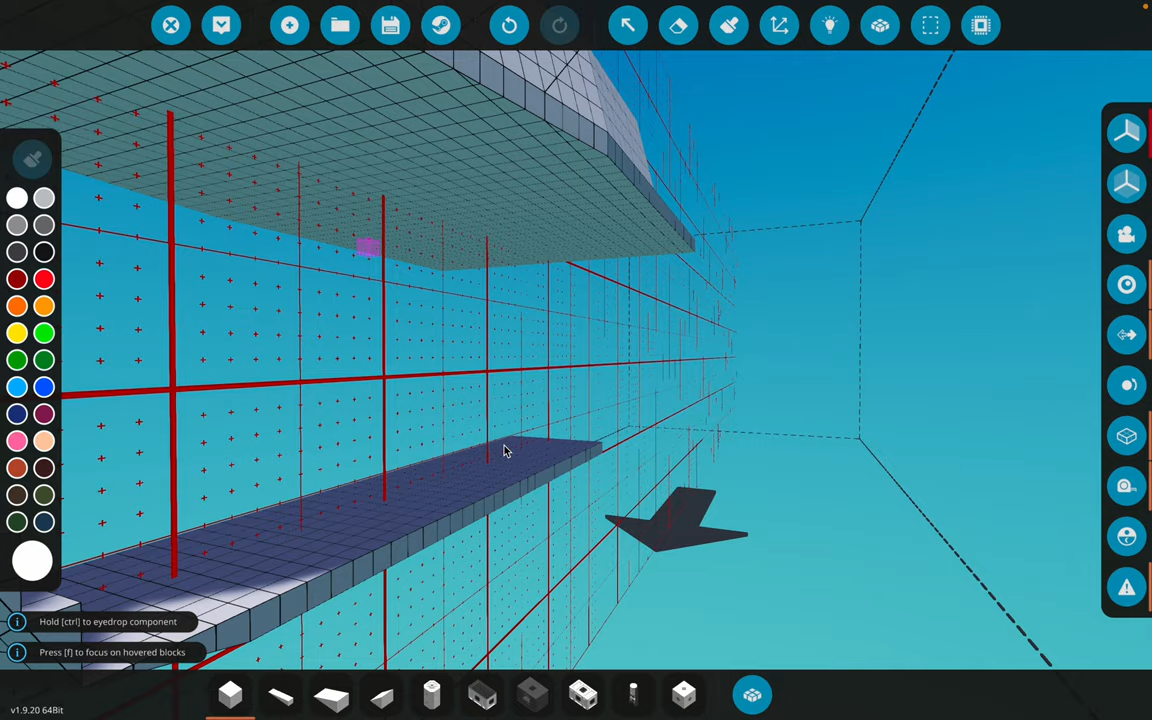 Hold [ctrl] to eyedrop component
Press [f] to focus on hovered blocks
v1.9.20 64Bit